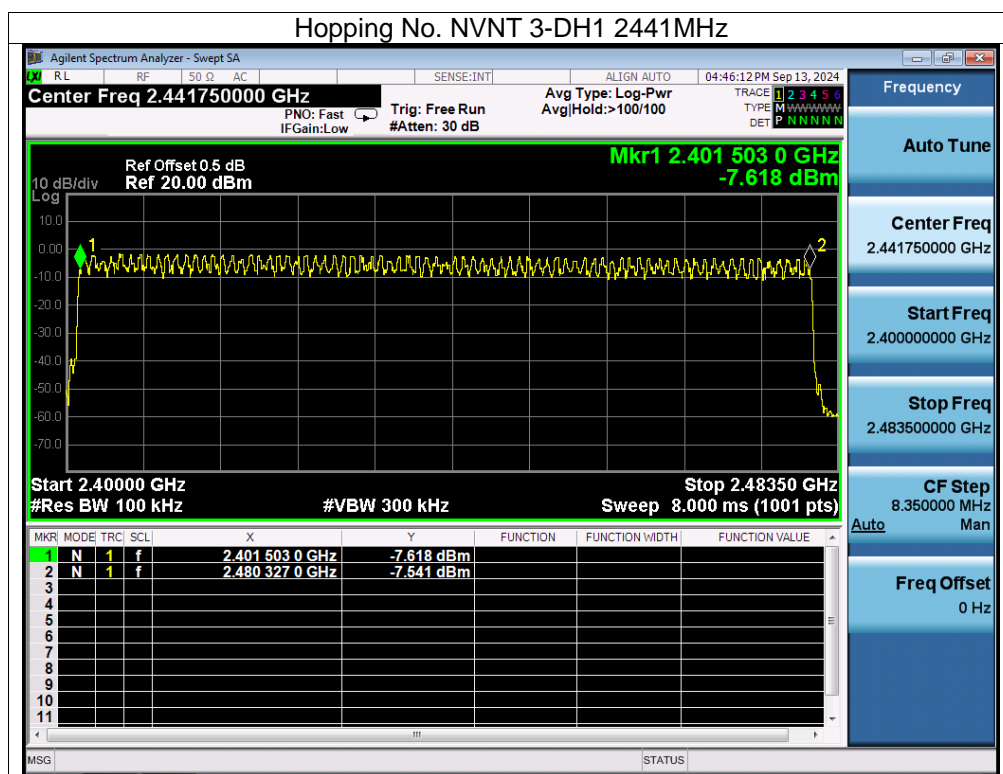 Hopping No. NVNT 3-DH1 2441MHz
Agilent Spectrum Analyzer - Swept SA
LXI RL RF 50 Ω AC SENSE:INT ALIGN AUTO 04:46:12 PM Sep 13, 2024
Center Freq 2.441750000 GHz
PNO: Fast
IFGain:Low
Trig: Free Run
#Atten: 30 dB
Avg Type: Log-Pwr
Avg|Hold:>100/100
TRACE 1 2 3 4 5 6
TYPE M WWWWW
DET P N N N N N
Frequency
Auto Tune
Center Freq
2.441750000 GHz
Start Freq
2.400000000 GHz
Stop Freq
2.483500000 GHz
CF Step
8.350000 MHz
Auto Man
Freq Offset
0 Hz
Mkr1 2.401 503 0 GHz
-7.618 dBm
Ref Offset 0.5 dB
10 dB/div Ref 20.00 dBm
Log
10.0
0.00
-10.0
-20.0
-30.0
-40.0
-50.0
-60.0
-70.0
1
2
Start 2.40000 GHz Stop 2.48350 GHz
#Res BW 100 kHz #VBW 300 kHz Sweep 8.000 ms (1001 pts)
MKR MODE TRC SCL X Y FUNCTION FUNCTION WIDTH FUNCTION VALUE
1 N 1 f 2.401 503 0 GHz -7.618 dBm
2 N 1 f 2.480 327 0 GHz -7.541 dBm
3
4
5
6
7
8
9
10
11
MSG STATUS